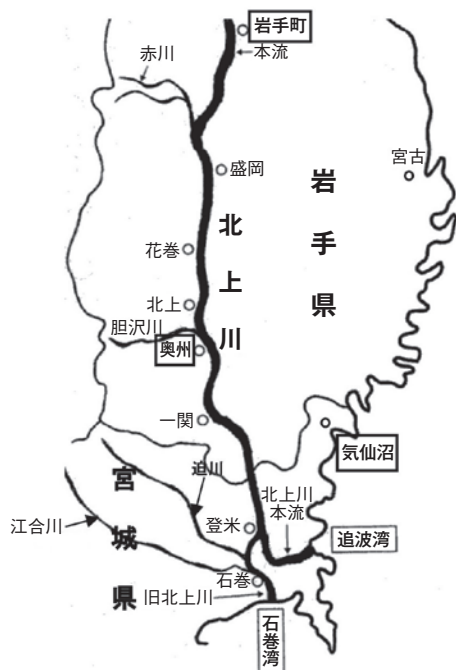 岩手町
赤川
本流
宮古
盛岡
岩手県
北上川
花巻
北上
胆沢川
奥州
一関
気仙沼
迫川
宮城県
北上川
本流
江合川
登米
追波湾
石巻
旧北上川
石巻湾